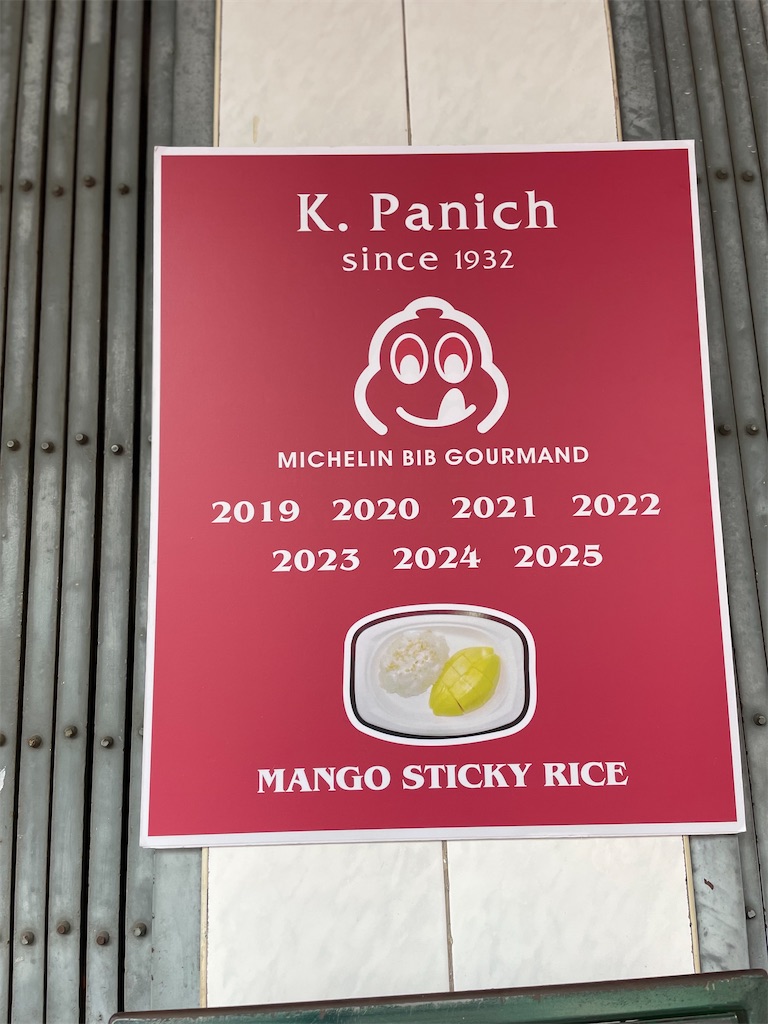 K. Panich
since 1932
MICHELIN BIB GOURMAND
2019 2020 2021 2022
2023 2024 2025
MANGO STICKY RICE